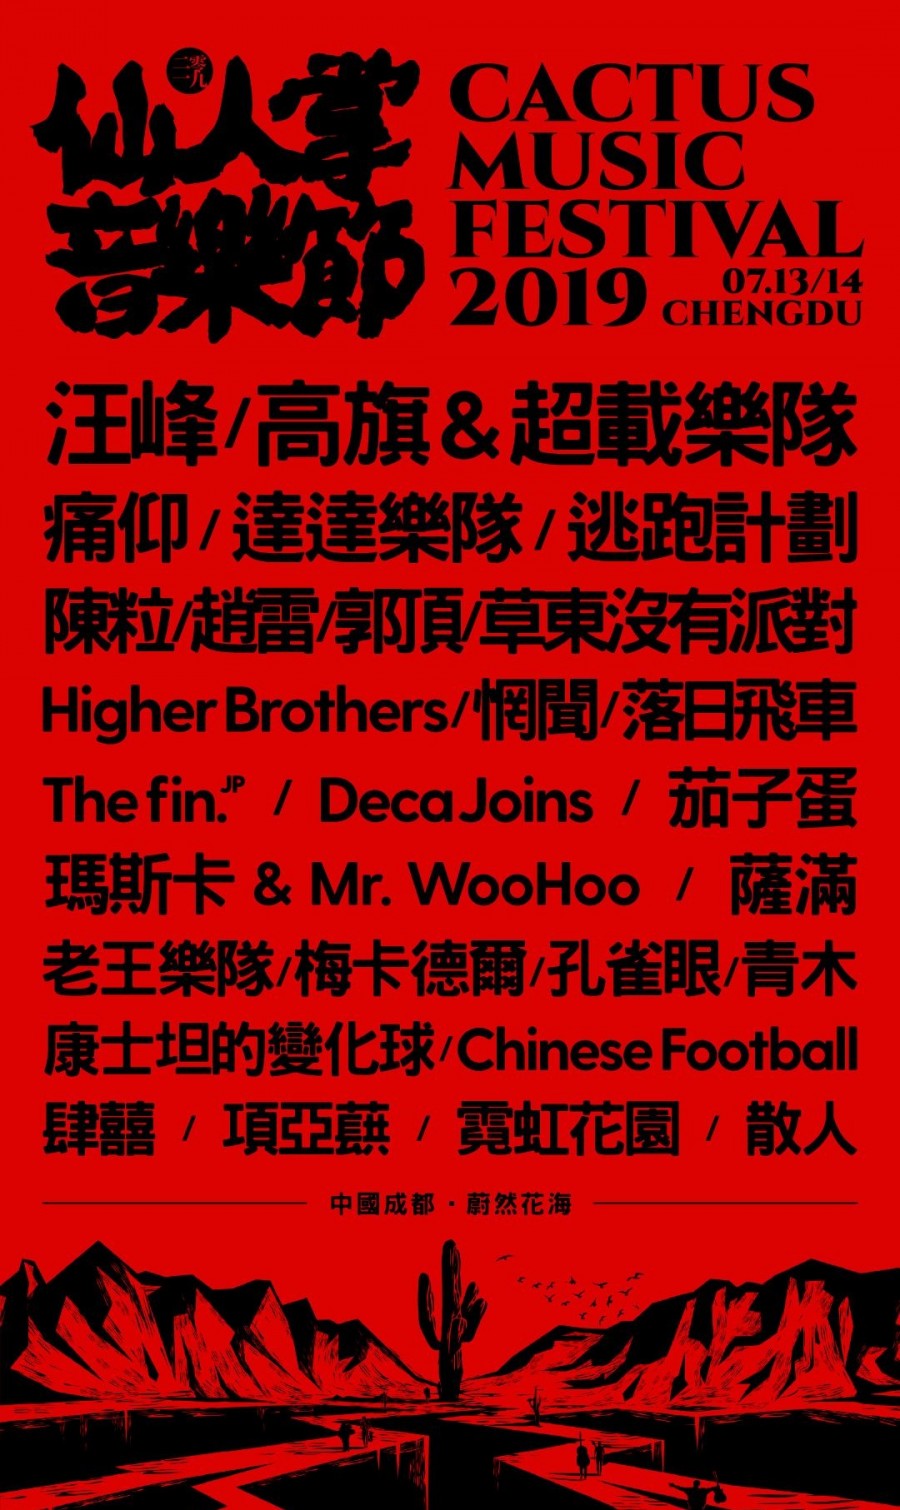 二零一九
仙人掌
音樂節
CACTUS
MUSIC
FESTIVAL
2019 07.13/14
CHENGDU
汪峰/高旗&超載樂隊
痛仰/達達樂隊/逃跑計劃
陳粒/趙雷/郭頂/草東沒有派對
Higher Brothers/惘聞/落日飛車
The fin.JP / Deca Joins / 茄子蛋
瑪斯卡 & Mr. WooHoo / 薩滿
老王樂隊/梅卡德爾/孔雀眼/青木
康士坦的變化球/Chinese Football
肆囍 / 項亞蕻 / 霓虹花園 / 散人
中國成都 · 蔚然花海